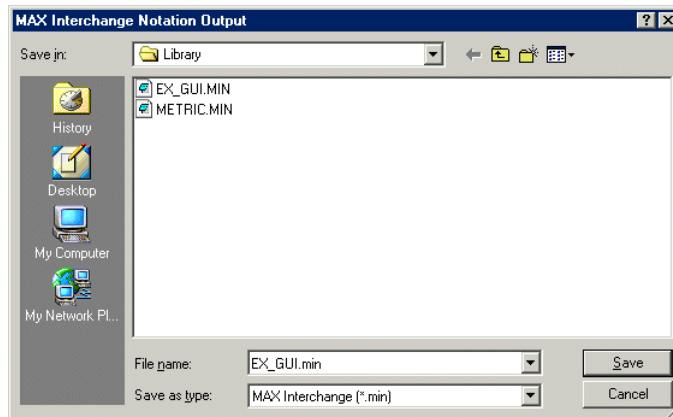 MAX Interchange Notation Output
Save in:
Library
EX_GUI.MIN
METRIC.MIN
History
Desktop
My Computer
My Network Pl...
File name:
EX_GUI.min
Save
Save as type:
MAX Interchange (*.min)
Cancel